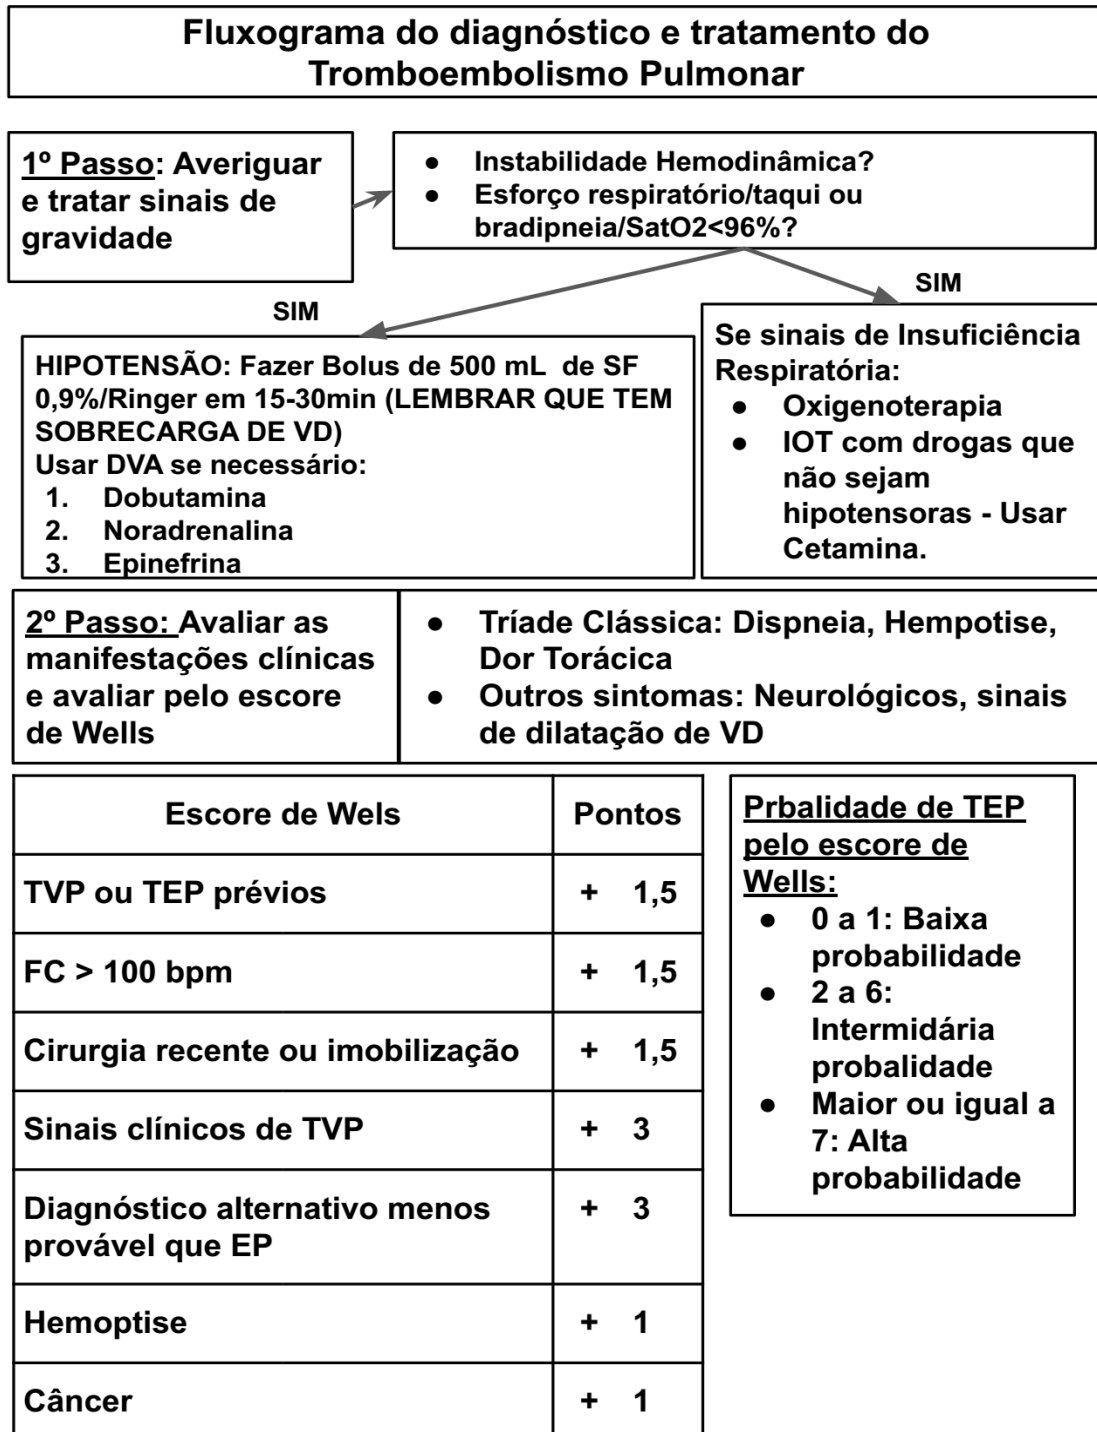 Fluxograma do diagnóstico e tratamento do
Tromboembolismo Pulmonar
1º Passo: Averiguar
e tratar sinais de
gravidade
● Instabilidade Hemodinâmica?
● Esforço respiratório/taqui ou
bradipneia/SatO2<96%?
SIM
SIM
HIPOTENSÃO: Fazer Bolus de 500 mL de SF
0,9%/Ringer em 15-30min (LEMBRAR QUE TEM
SOBRECARGA DE VD)
Usar DVA se necessário:
1. Dobutamina
2. Noradrenalina
3. Epinefrina
Se sinais de Insuficiência
Respiratória:
● Oxigenoterapia
● IOT com drogas que
não sejam
hipotensoras - Usar
Cetamina.
2º Passo: Avaliar as
manifestações clínicas
e avaliar pelo escore
de Wells
● Tríade Clássica: Dispneia, Hempotise,
Dor Torácica
● Outros sintomas: Neurológicos, sinais
de dilatação de VD
Escore de Wels Pontos
TVP ou TEP prévios + 1,5
FC > 100 bpm + 1,5
Cirurgia recente ou imobilização + 1,5
Sinais clínicos de TVP + 3
Diagnóstico alternativo menos
provável que EP + 3
Hemoptise + 1
Câncer + 1
Prbalidade de TEP
pelo escore de
Wells:
● 0 a 1: Baixa
probabilidade
● 2 a 6:
Intermidária
probalidade
● Maior ou igual a
7: Alta
probabilidade